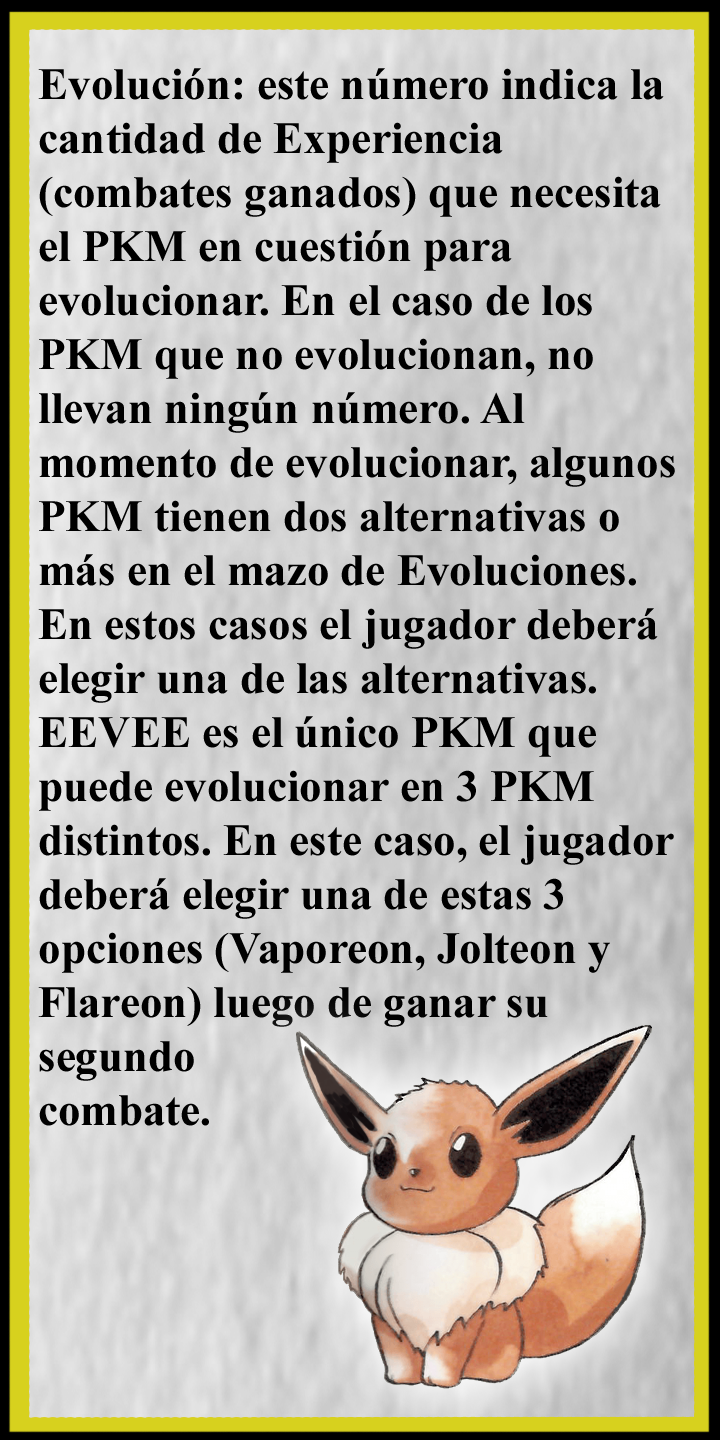 Evolución: este número indica la
cantidad de Experiencia
(combates ganados) que necesita
el PKM en cuestión para
evolucionar. En el caso de los
PKM que no evolucionan, no
llevan ningún número. Al
momento de evolucionar, algunos
PKM tienen dos alternativas o
más en el mazo de Evoluciones.
En estos casos el jugador deberá
elegir una de las alternativas.
EEVEE es el único PKM que
puede evolucionar en 3 PKM
distintos. En este caso, el jugador
deberá elegir una de estas 3
opciones (Vaporeon, Jolteon y
Flareon) luego de ganar su
segundo
combate.